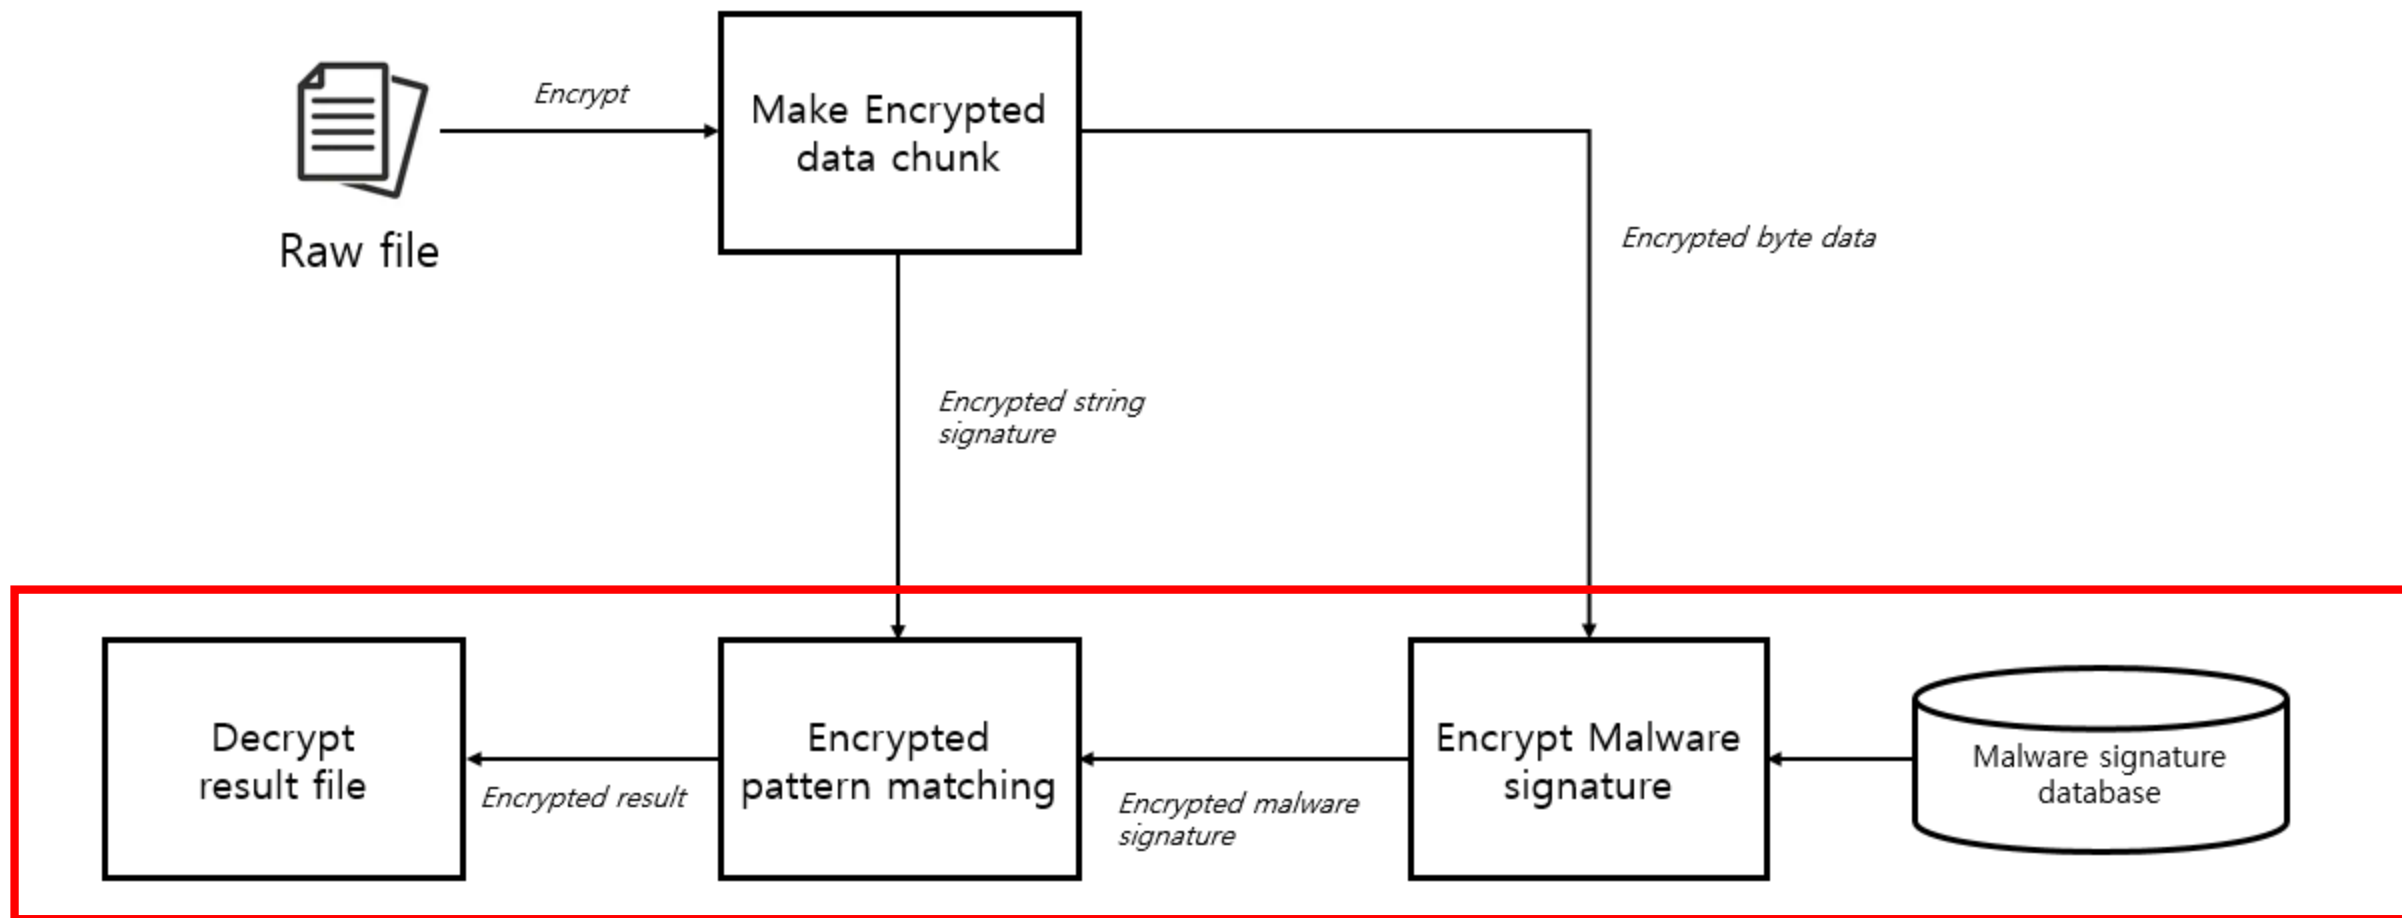 Encrypt
Make Encrypted
data chunk
Raw file
Encrypted byte data
Encrypted string
signature
Decrypt
result file
Encrypted result
Encrypted
pattern matching
Encrypted malware
signature
Encrypt Malware
signature
Malware signature
database